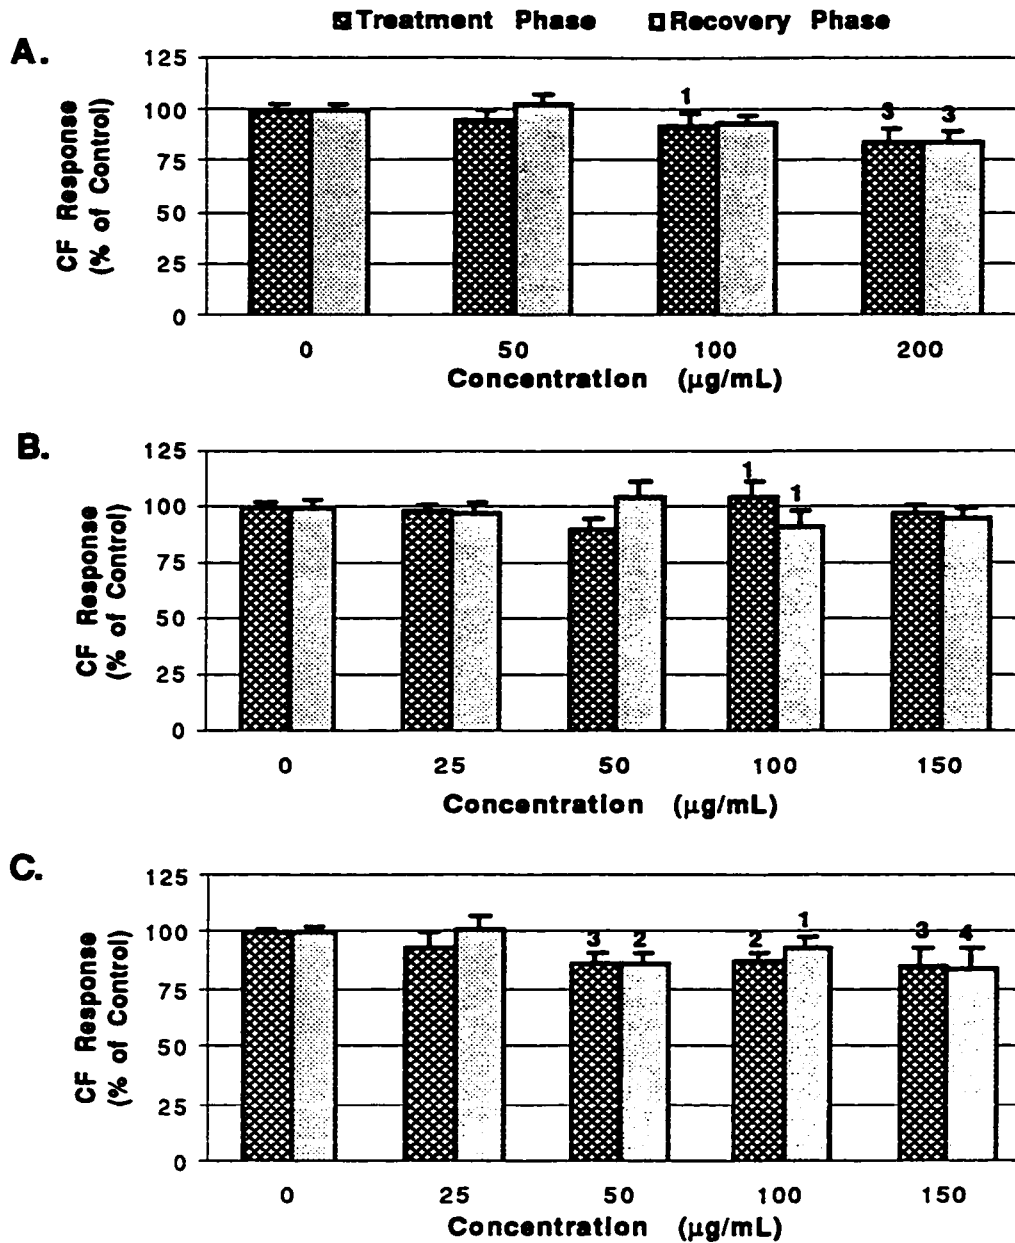 Treatment Phase Recovery Phase
A.
CF Response
(% of Control)
125
100
75
50
25
0
1
3 3
0 50 100 200
Concentration (μg/mL)
B.
CF Response
(% of Control)
125
100
75
50
25
0
1
1
0 25 50 100 150
Concentration (μg/mL)
C.
CF Response
(% of Control)
125
100
75
50
25
0
3 2 2 1 3 4
0 25 50 100 150
Concentration (μg/mL)